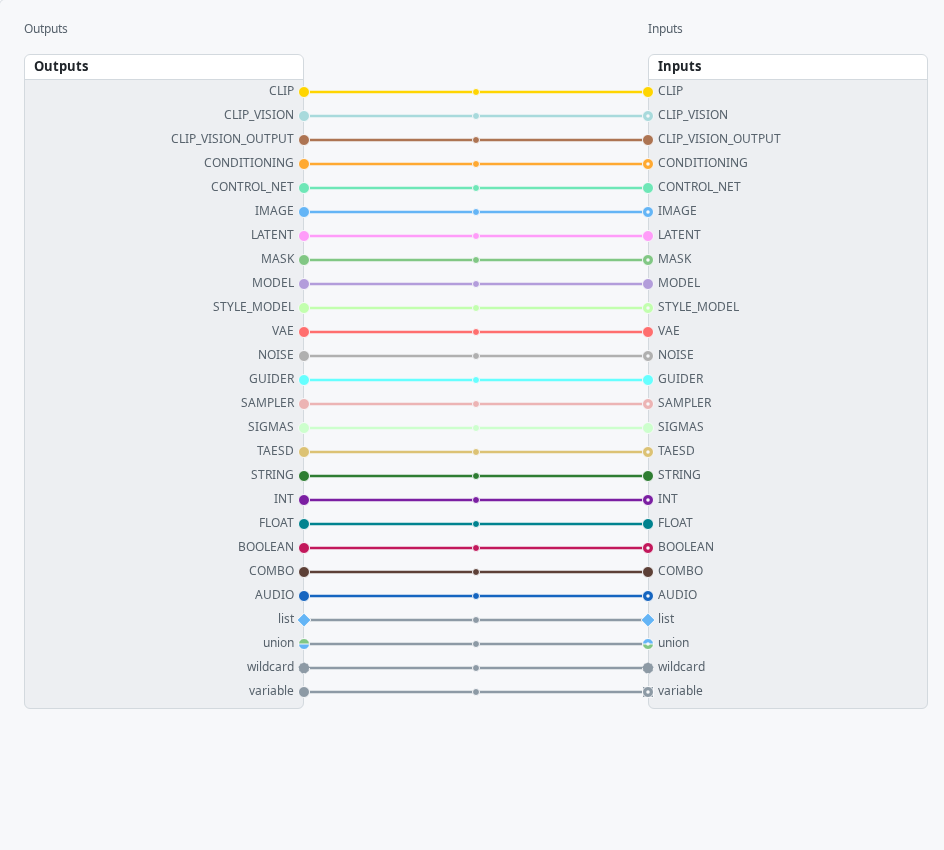 Outputs
Inputs
Outputs
Inputs
CLIP
CLIP
CLIP_VISION
CLIP_VISION
CLIP_VISION_OUTPUT
CLIP_VISION_OUTPUT
CONDITIONING
CONDITIONING
CONTROL_NET
CONTROL_NET
IMAGE
IMAGE
LATENT
LATENT
MASK
MASK
MODEL
MODEL
STYLE_MODEL
STYLE_MODEL
VAE
VAE
NOISE
NOISE
GUIDER
GUIDER
SAMPLER
SAMPLER
SIGMAS
SIGMAS
TAESD
TAESD
STRING
STRING
INT
INT
FLOAT
FLOAT
BOOLEAN
BOOLEAN
COMBO
COMBO
AUDIO
AUDIO
list
list
union
union
wildcard
wildcard
variable
variable